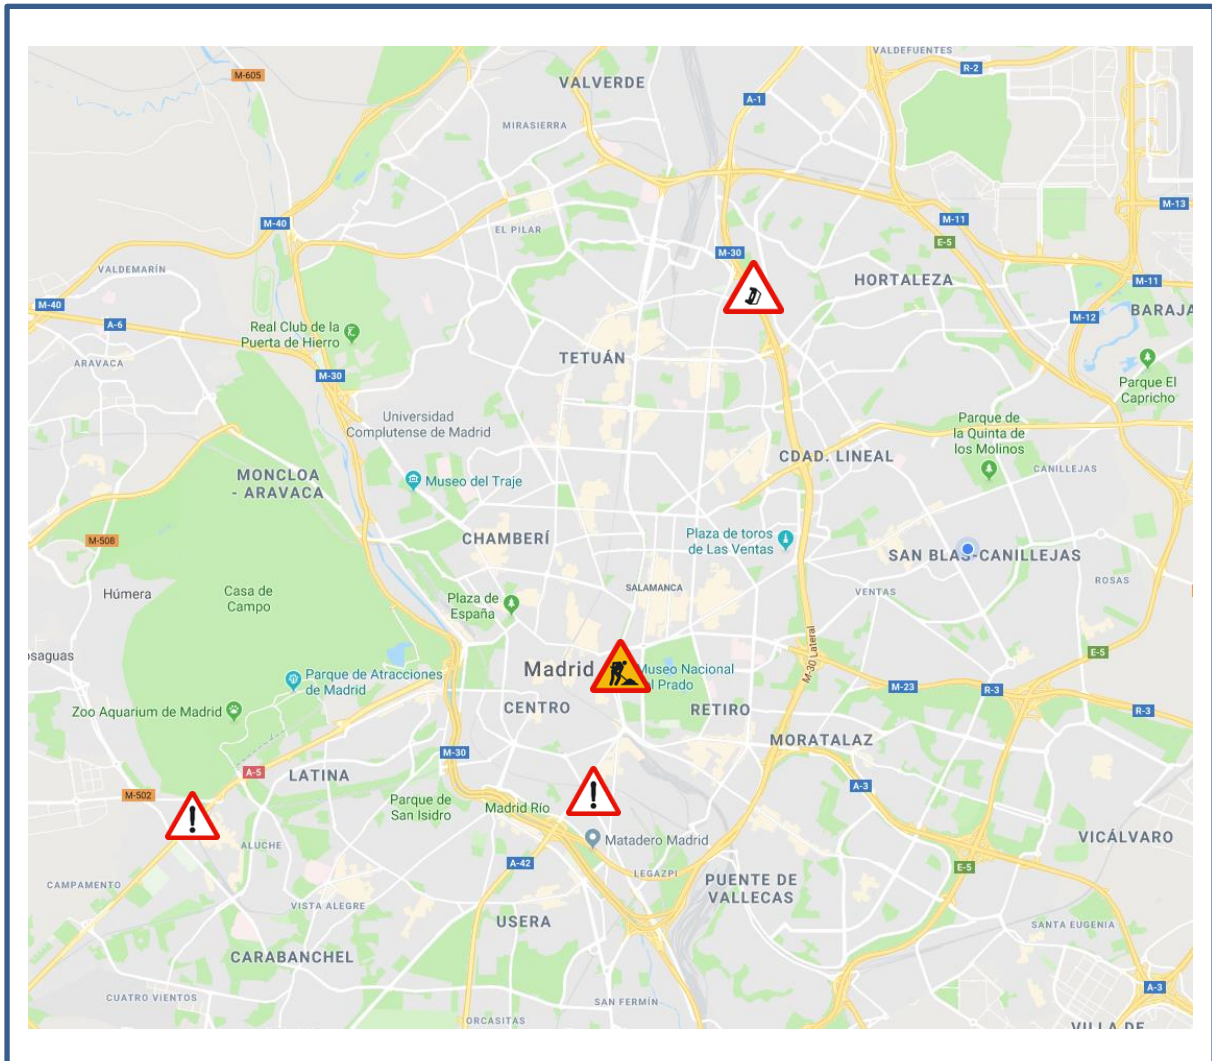 VALDEFUENTES
R-2
M-605
VALVERDE
A-1
MIRASIERRA
M-13
M-11
M-40
EL PILAR
E-5
M-30
VALDEMARÍN
HORTALEZA
M-11
M-40
BARAJA
M-12
A-6
Real Club de la
Puerta de Hierro
TETUÁN
ARAVACA
M-30
Parque El
Capricho
Universidad
Complutense de Madrid
Parque de
la Quinta de
los Molinos
CDAD. LINEAL
CANILLEJAS
MONCLOA
- ARAVACA
Museo del Traje
M-508
CHAMBERÍ
Plaza de toros
de Las Ventas
SAN BLAS-CANILLEJAS
ROSAS
Húmera
Casa de
Campo
SALAMANCA
VENTAS
Plaza de
España
M-30 Lateral
osaguas
E-5
Parque de Atracciones
de Madrid
Madrid
Museo Nacional
l Prado
M-23
R-3
Zoo Aquarium de Madrid
CENTRO
RETIRO
R-3
MORATALAZ
M-30
A-5
LATINA
A-3
M-502
Parque de
San Isidro
Madrid Río
Matadero Madrid
VICÁLVARO
ALUCHE
A-42
LEGAZPI
E-5
CAMPAMENTO
PUENTE DE
VALLECAS
VISTA ALEGRE
USERA
SANTA EUGENIA
CARABANCHEL
A-3
CUATRO VIENTOS
SAN FERMÍN
ORCASITAS
VILLA DE